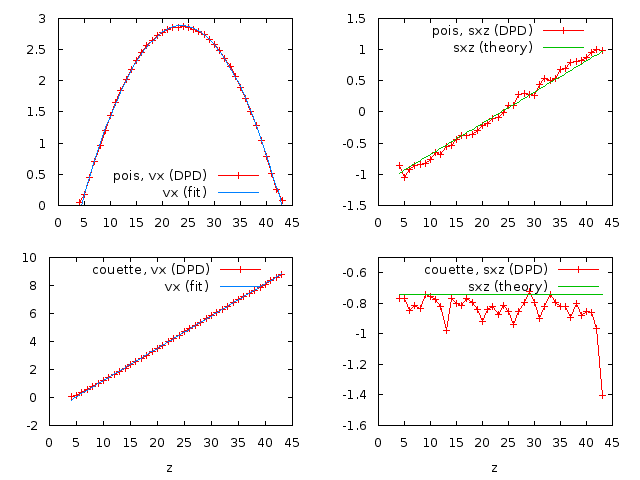 3
2.5
2
1.5
1
0.5
0
0 5 10 15 20 25 30 35 40 45
pois, vx (DPD)
vx (fit)
1.5
1
0.5
0
-0.5
-1
-1.5
0 5 10 15 20 25 30 35 40 45
pois, sxz (DPD)
sxz (theory)
10
8
6
4
2
0
-2
0 5 10 15 20 25 30 35 40 45
z
couette, vx (DPD)
vx (fit)
-0.6
-0.8
-1
-1.2
-1.4
-1.6
0 5 10 15 20 25 30 35 40 45
z
couette, sxz (DPD)
sxz (theory)